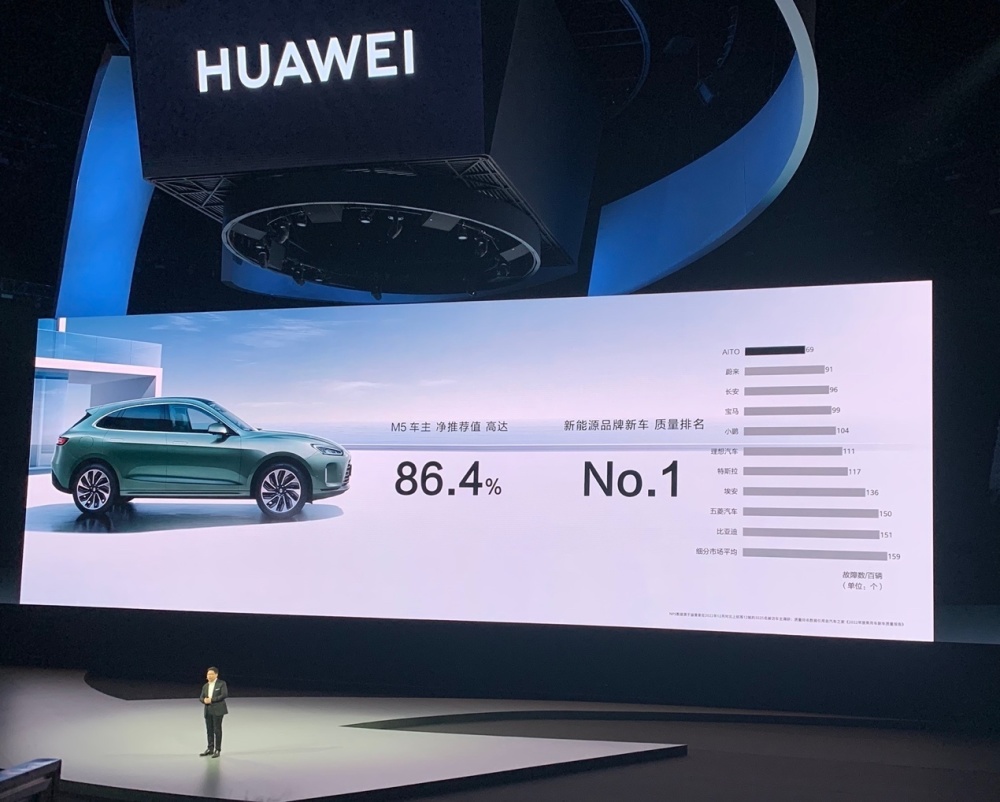 HUAWEI
M5车主 净推荐值 高达
86.4%
新能源品牌新车 质量排名
No.1
AITO 69
蔚来 91
长安 96
宝马 99
小鹏 104
理想汽车 111
特斯拉 117
埃安 136
五菱汽车 150
比亚迪 151
细分市场平均 159
故障数/百辆
（单位：个）